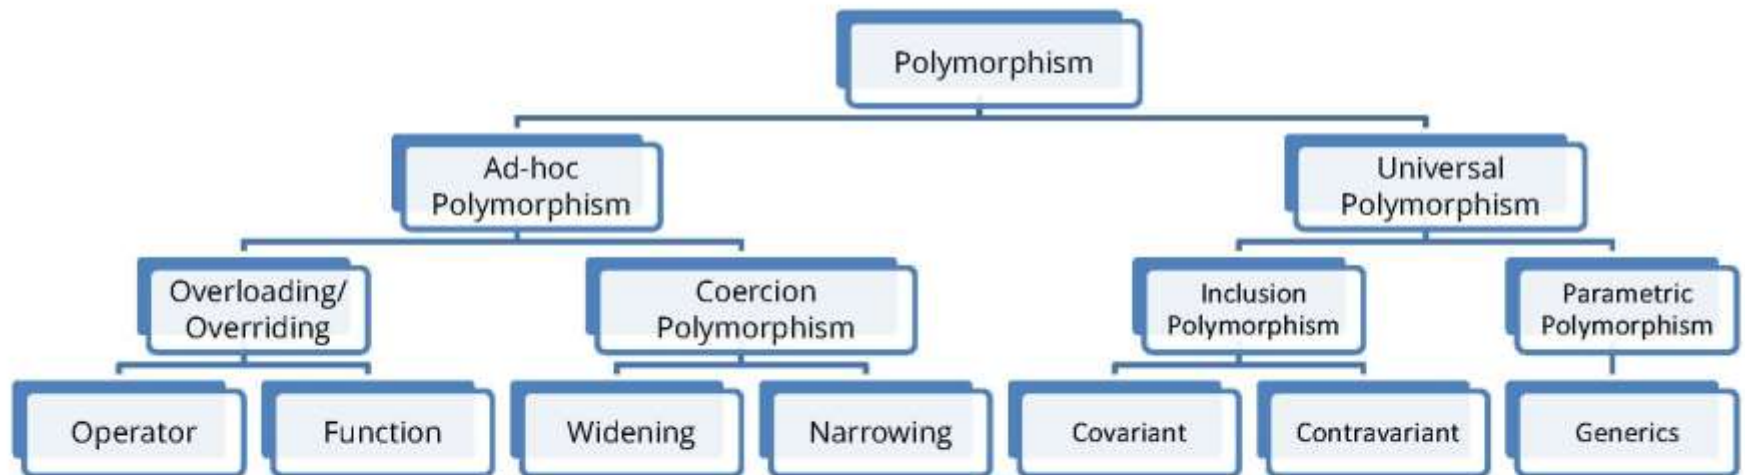 Polymorphism
Ad-hoc
Polymorphism
Universal
Polymorphism
Overloading/
Overriding
Coercion
Polymorphism
Inclusion
Polymorphism
Parametric
Polymorphism
Operator
Function
Widening
Narrowing
Covariant
Contravariant
Generics